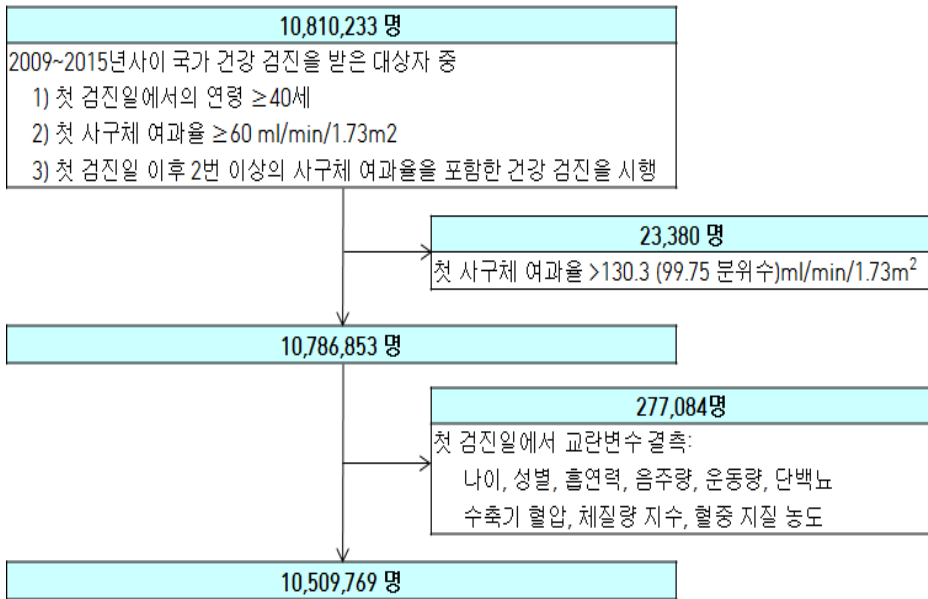 10,810,233 명
2009~2015년사이 국가 건강 검진을 받은 대상자 중
1) 첫 검진일에서의 연령 ≥40세
2) 첫 사구체 여과율 ≥60 ml/min/1.73m2
3) 첫 검진일 이후 2번 이상의 사구체 여과율을 포함한 건강 검진을 시행
23,380 명
첫 사구체 여과율 >130.3 (99.75 분위수)ml/min/1.73m²
10,786,853 명
277,084명
첫 검진일에서 교란변수 결측:
나이, 성별, 흡연력, 음주량, 운동량, 단백뇨
수축기 혈압, 체질량 지수, 혈중 지질 농도
10,509,769 명